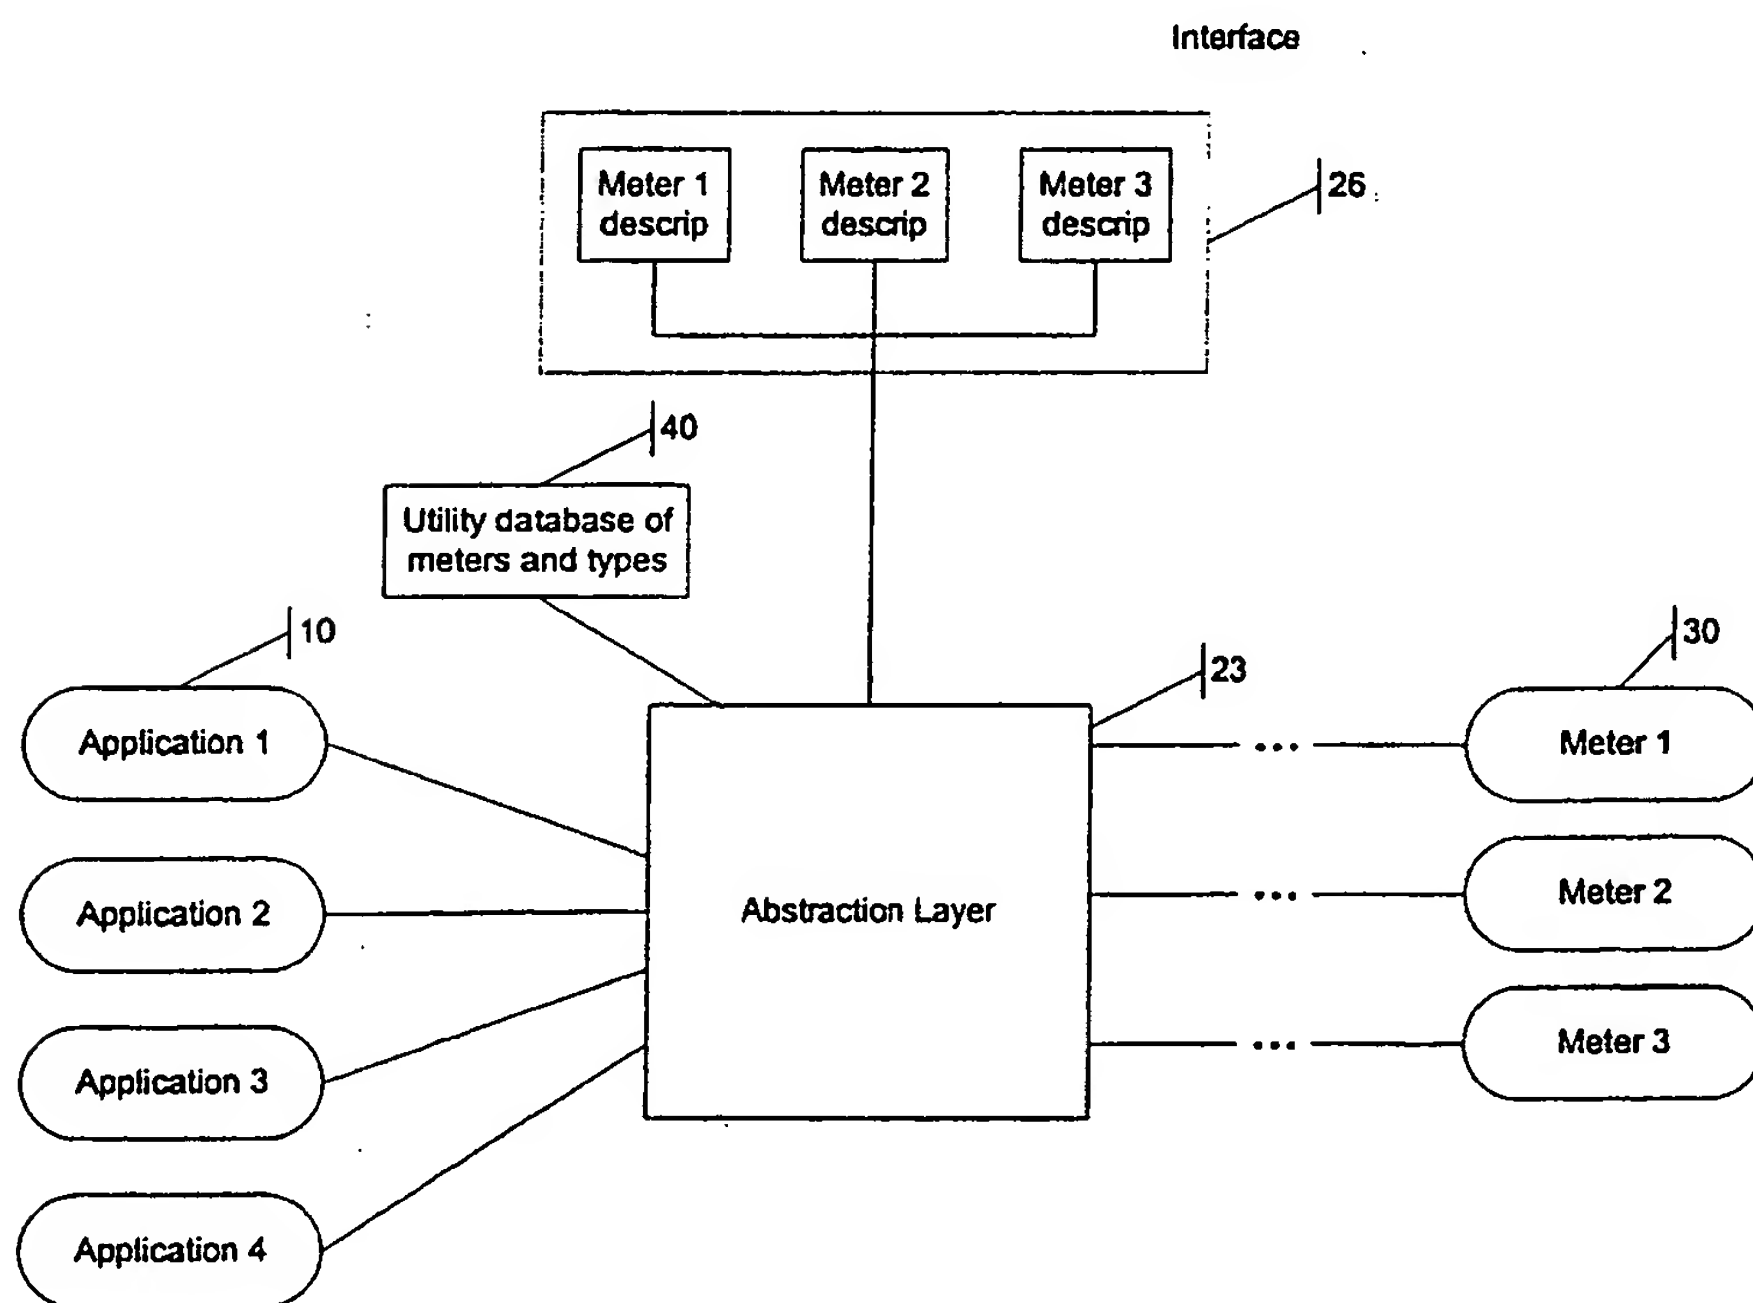 Interface
Meter 1
descrip
Meter 2
descrip
Meter 3
descrip
26
40
Utility database of
meters and types
10
30
23
Application 1
Meter 1
Application 2
Abstraction Layer
Meter 2
Application 3
Meter 3
Application 4